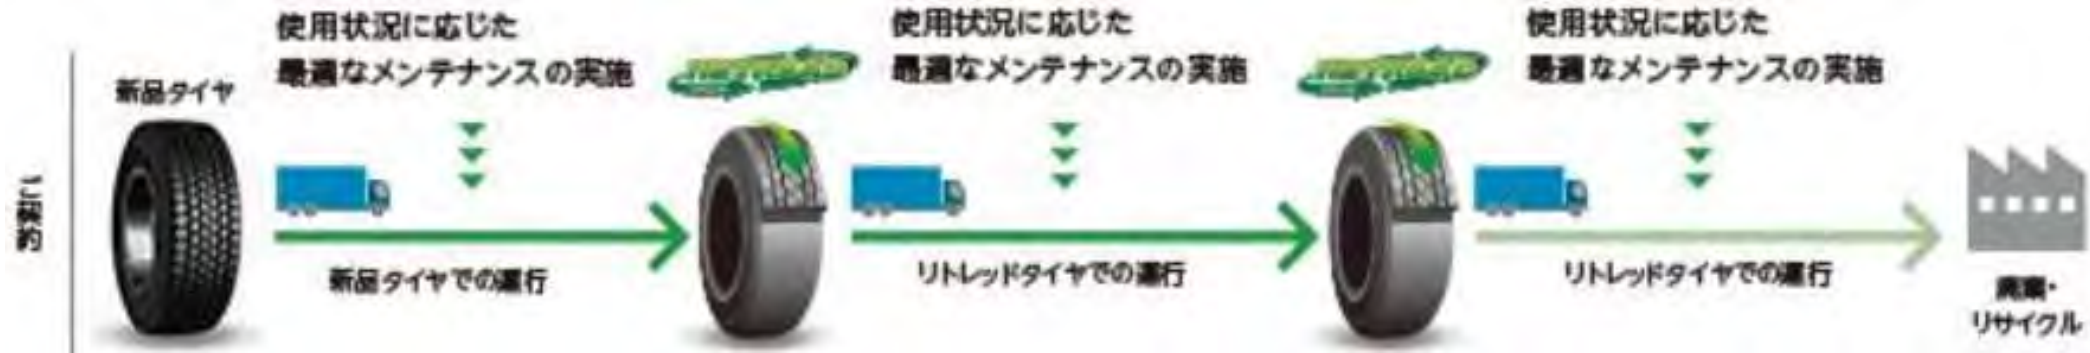 使用状況に応じた
最適なメンテナンスの実施
使用状況に応じた
最適なメンテナンスの実施
使用状況に応じた
最適なメンテナンスの実施
新品タイヤ
新品タイヤでの運行
リトレッドタイヤでの運行
リトレッドタイヤでの運行
廃棄・
リサイクル